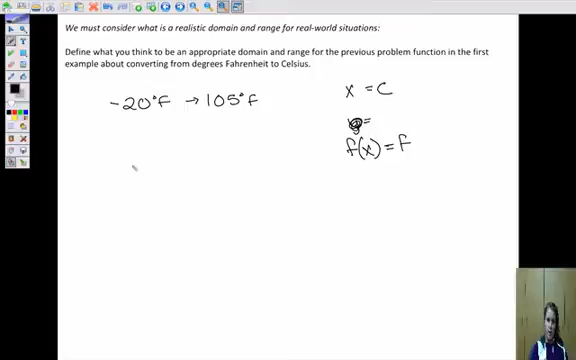 We must consider what is a realistic domain and range for real-world situations:
Define what you think to be an appropriate domain and range for the previous problem function in the first
example about converting from degrees Fahrenheit to Celsius.
-20°F → 105°F
x = C
=
f(x) = F